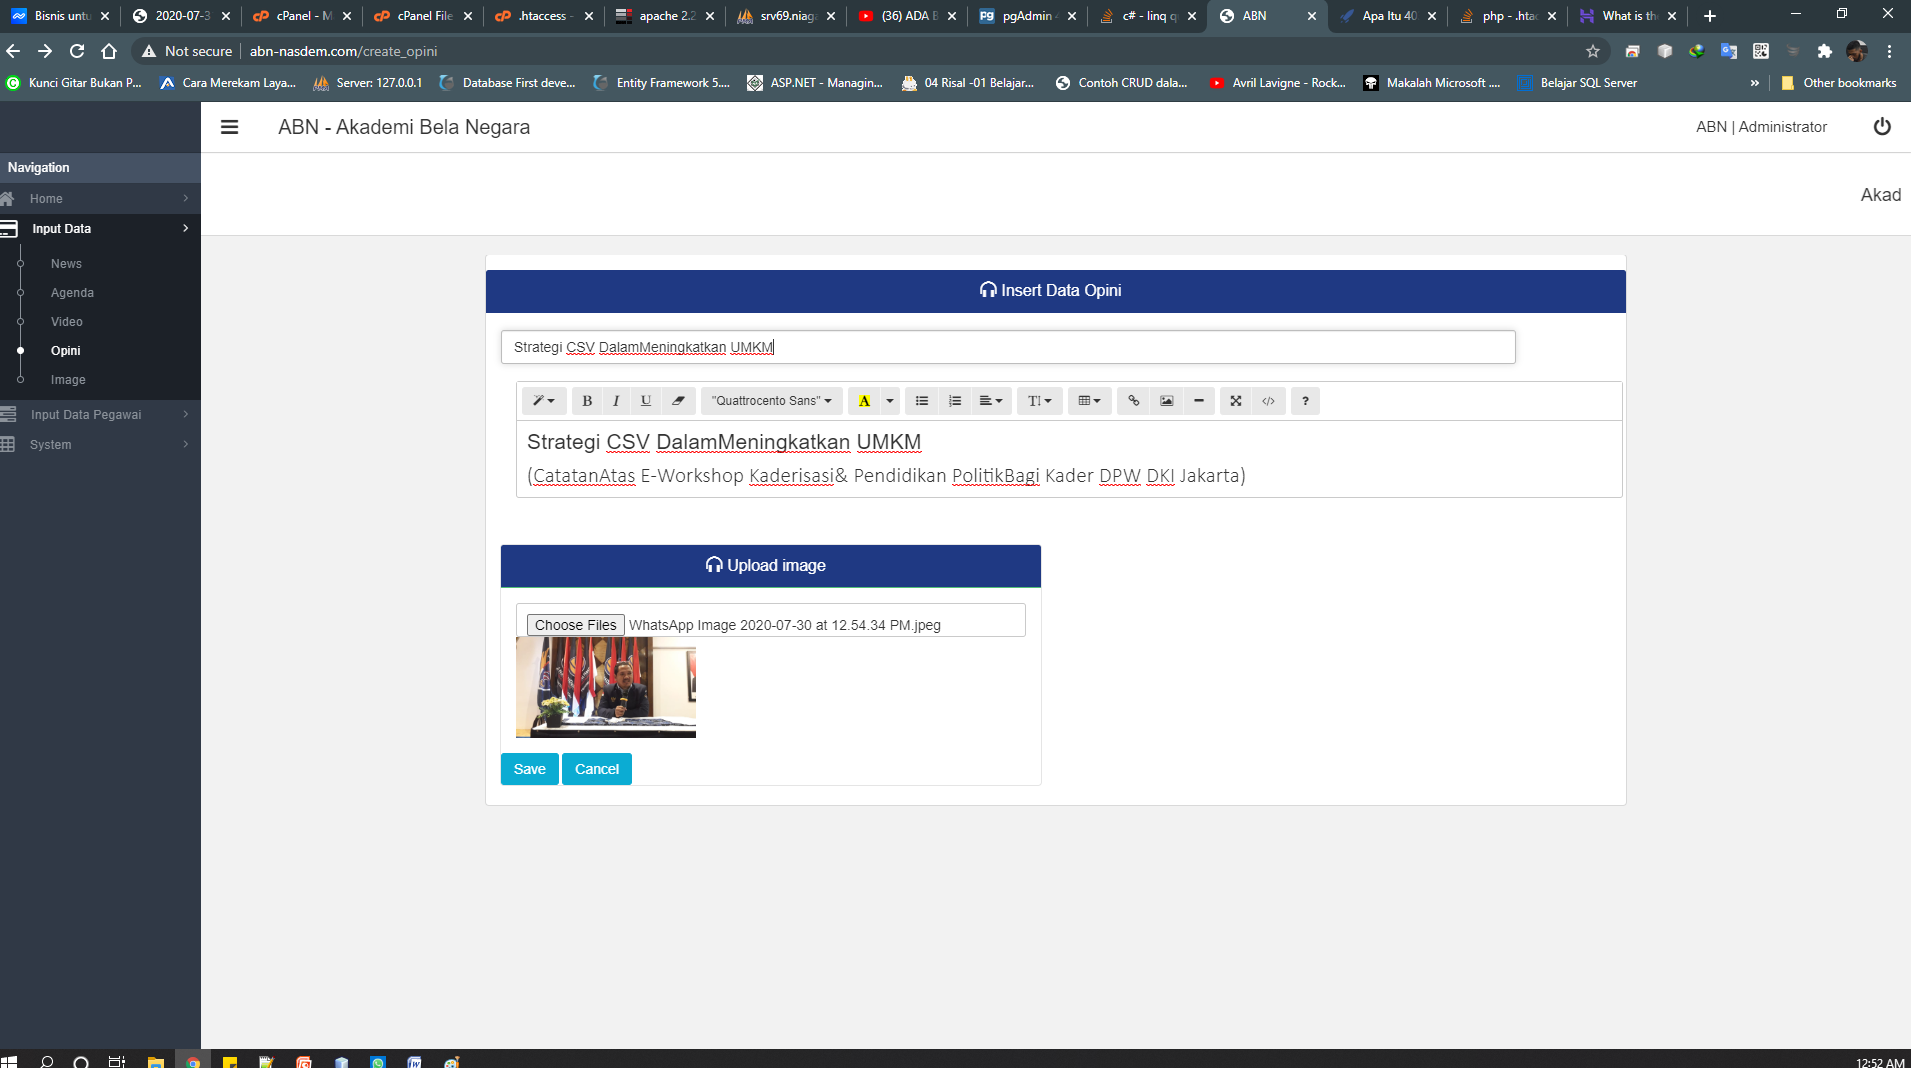 Bisnis untu
2020-07-3
cPanel - M
cPanel File
.htaccess -
apache 2.2
srv69.niaga
(36) ADA B
pgAdmin 4
c# - linq q
ABN
Apa Itu 40
php - .htac
What is the
Not secure
abn-nasdem.com/create_opini
Kunci Gitar Bukan P...
Cara Merekam Laya...
Server: 127.0.0.1
Database First deve...
Entity Framework 5....
ASP.NET - Managin...
04 Risal -01 Belajar...
Contoh CRUD dala...
Avril Lavigne - Rock...
Makalah Microsoft ....
Belajar SQL Server
»
Other bookmarks
ABN - Akademi Bela Negara
ABN | Administrator
Navigation
Home
Input Data
News
Agenda
Video
Opini
Image
Input Data Pegawai
System
Akad
Insert Data Opini
Strategi CSV DalamMeningkatkan UMKM
B I U "Quattrocento Sans" A TI </> ?
Strategi CSV DalamMeningkatkan UMKM
(CatatanAtas E-Workshop Kaderisasi& Pendidikan PolitikBagi Kader DPW DKI Jakarta)
Upload image
Choose Files WhatsApp Image 2020-07-30 at 12.54.34 PM.jpeg
Save Cancel
12:52 AM